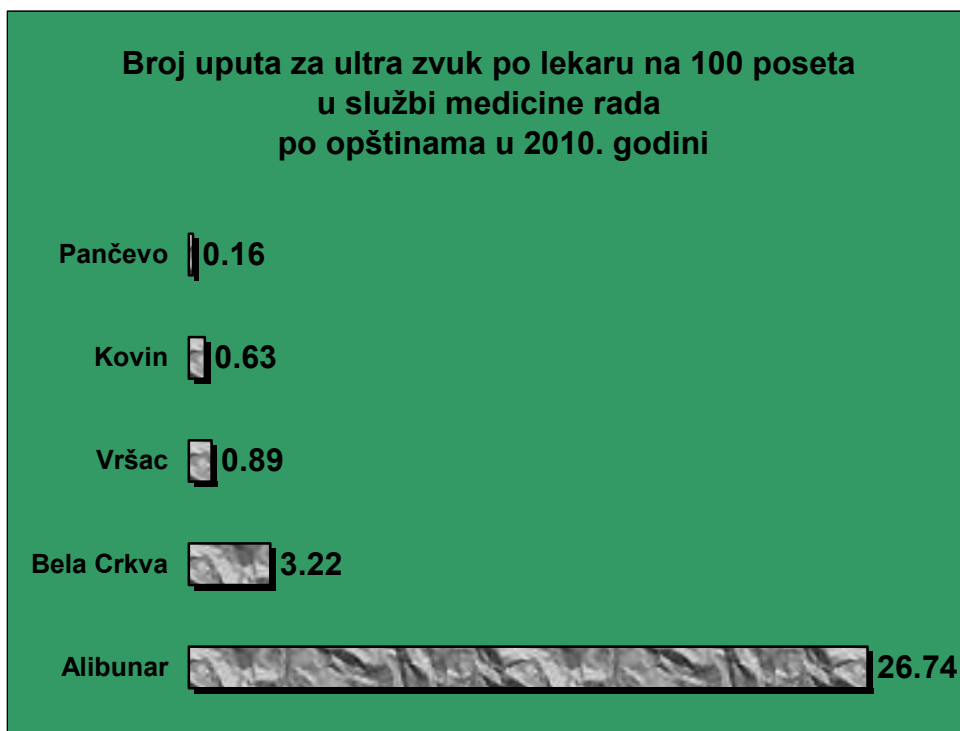 Broj uputa za ultra zvuk po lekaru na 100 poseta
u službi medicine rada
po opštinama u 2010. godini
Pančevo 0.16
Kovin 0.63
Vršac 0.89
Bela Crkva 3.22
Alibunar 26.74